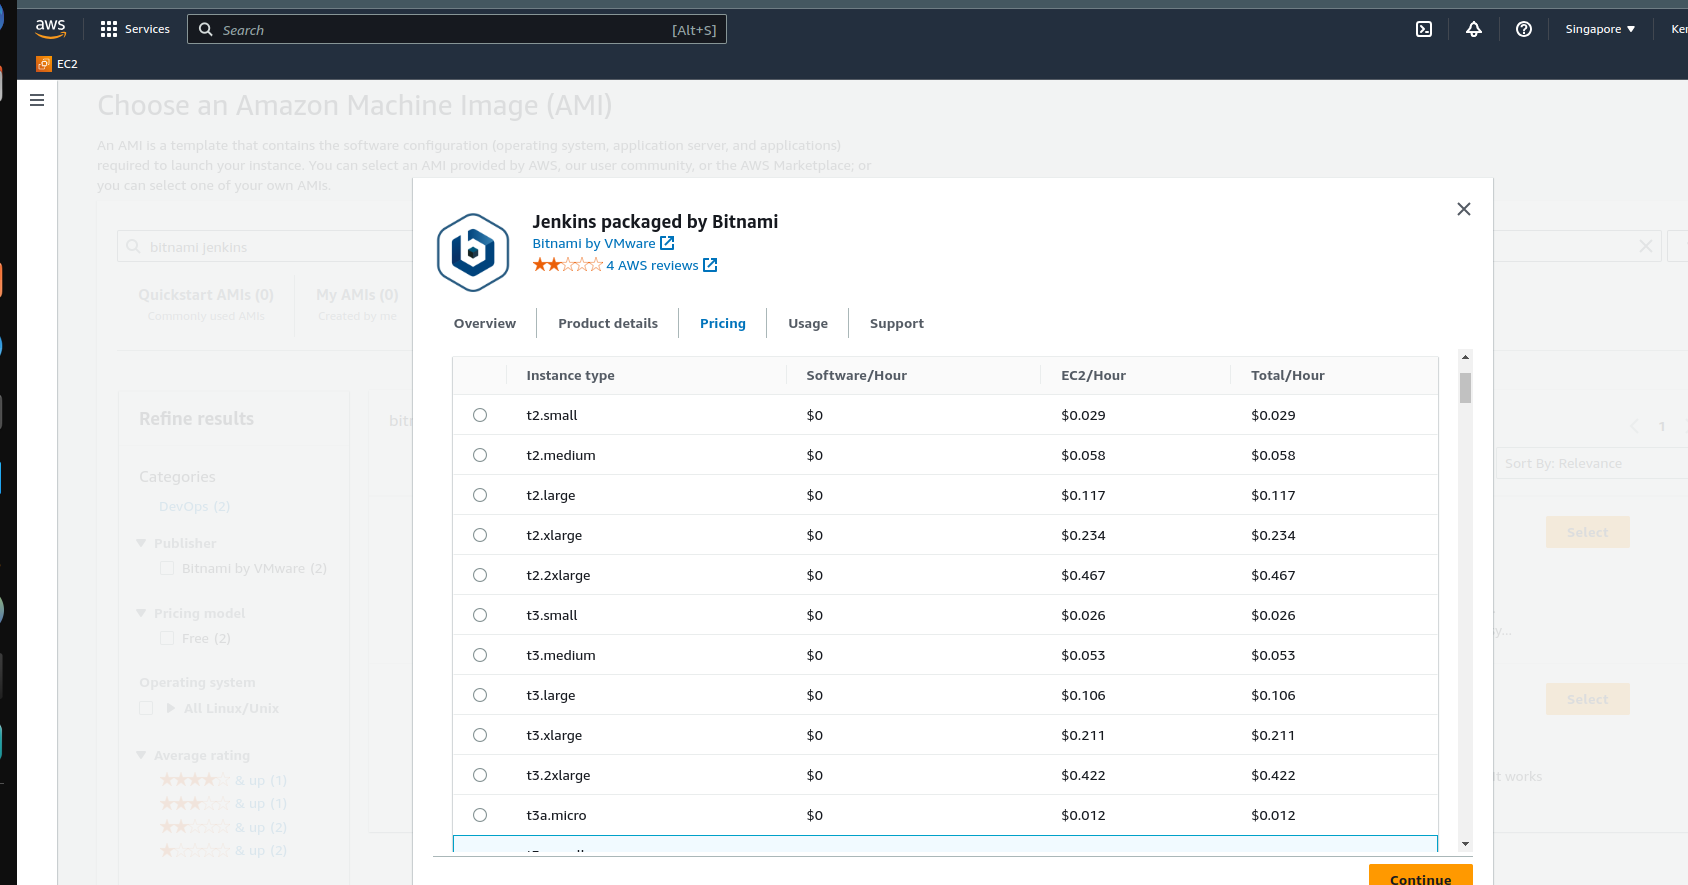 aws
Services
Search [Alt+S]
Singapore
EC2
Choose an Amazon Machine Image (AMI)
An AMI is a template that contains the software configuration (operating system, application server, and applications)
required to launch your instance. You can select an AMI provided by AWS, our user community, or the AWS Marketplace; or
you can select one of your own AMIs.
bitnami jenkins
Quickstart AMIs (0)
Commonly used AMIs
My AMIs (0)
Created by me
Refine results
Categories
DevOps (2)
Publisher
Bitnami by VMware (2)
Pricing model
Free (2)
Operating system
All Linux/Unix
Average rating
& up (1)
& up (1)
& up (2)
& up (2)
Jenkins packaged by Bitnami
Bitnami by VMware
4 AWS reviews
Overview Product details Pricing Usage Support
Instance type Software/Hour EC2/Hour Total/Hour
t2.small $0 $0.029 $0.029
t2.medium $0 $0.058 $0.058
t2.large $0 $0.117 $0.117
t2.xlarge $0 $0.234 $0.234
t2.2xlarge $0 $0.467 $0.467
t3.small $0 $0.026 $0.026
t3.medium $0 $0.053 $0.053
t3.large $0 $0.106 $0.106
t3.xlarge $0 $0.211 $0.211
t3.2xlarge $0 $0.422 $0.422
t3a.micro $0 $0.012 $0.012
Continue
1
Sort By: Relevance
Select
Select
It works